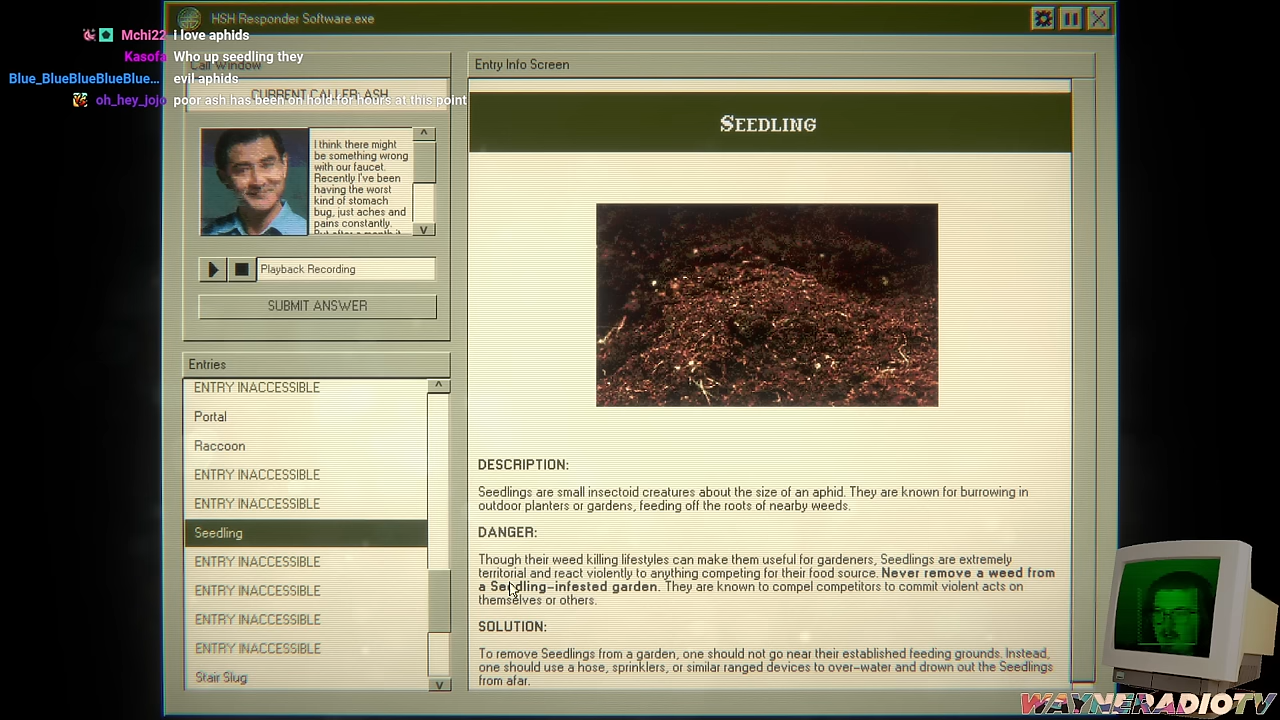 HSH Responder Software.exe
Mchi22 i love aphids
Kasofa Who up seedling they
Blue_BlueBlueBlueBlue... evil aphids
oh_hey_jojo poor ash has been on hold for hours at this point
Call Window
CURRENT CALLER: ASH
I think there might
be something wrong
with our faucet.
Recently I've been
having the worst
kind of stomach
bug, just aches and
pains constantly.
But after a month it
Playback Recording
SUBMIT ANSWER
Entries
ENTRY INACCESSIBLE
Portal
Raccoon
ENTRY INACCESSIBLE
ENTRY INACCESSIBLE
Seedling
ENTRY INACCESSIBLE
ENTRY INACCESSIBLE
ENTRY INACCESSIBLE
ENTRY INACCESSIBLE
Stair Slug
Entry Info Screen
SEEDLING
DESCRIPTION:
Seedlings are small insectoid creatures about the size of an aphid. They are known for burrowing in
outdoor planters or gardens, feeding off the roots of nearby weeds.
DANGER:
Though their weed killing lifestyles can make them useful for gardeners, Seedlings are extremely
territorial and react violently to anything competing for their food source. Never remove a weed from
a Seedling-infested garden. They are known to compel competitors to commit violent acts on
themselves or others.
SOLUTION:
To remove Seedlings from a garden, one should not go near their established feeding grounds. Instead,
one should use a hose, sprinklers, or similar ranged devices to over-water and drown out the Seedlings
from afar.
WAYNERADIOTV